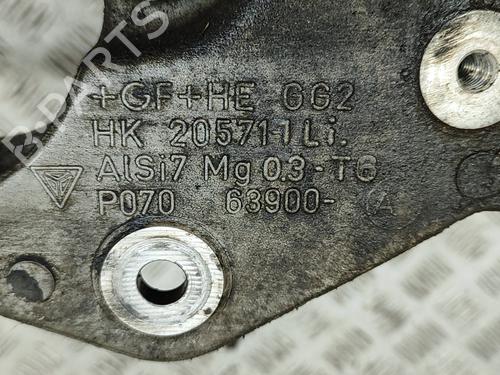 +GF+HE GG2
HK 205711 Li.
AlSi7 Mg 0.3-T6
P070 63900- (A
B-PARTS